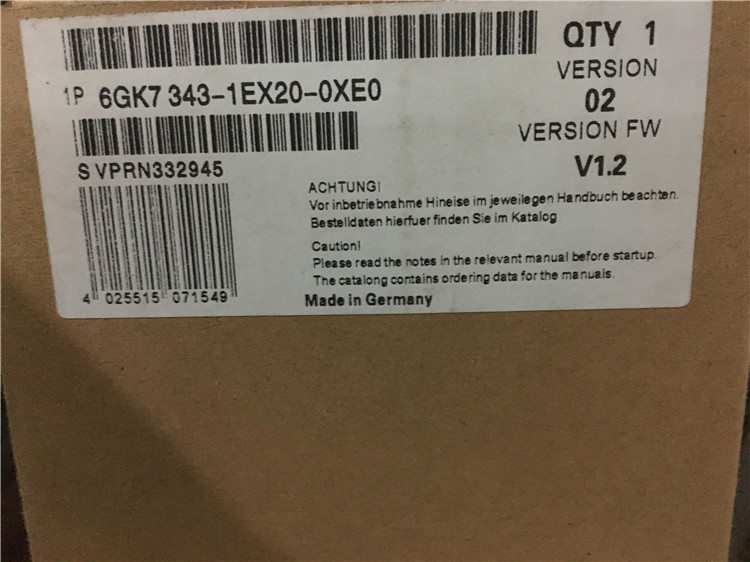 QTY 1
1P 6GK7 343-1EX20-0XE0
VERSION
02
VERSION FW
V1.2
S VPRN332945
ACHTUNG!
Vor inbetriebnahme Hineise im jeweilegen Handbuch beachten.
Bestelldaten hierfuer finden Sie im Katalog
Caution!
Please read the notes in the relevant manual before startup.
The catalong contains ordering data for the manuals.
Made in Germany
4 025515 071549